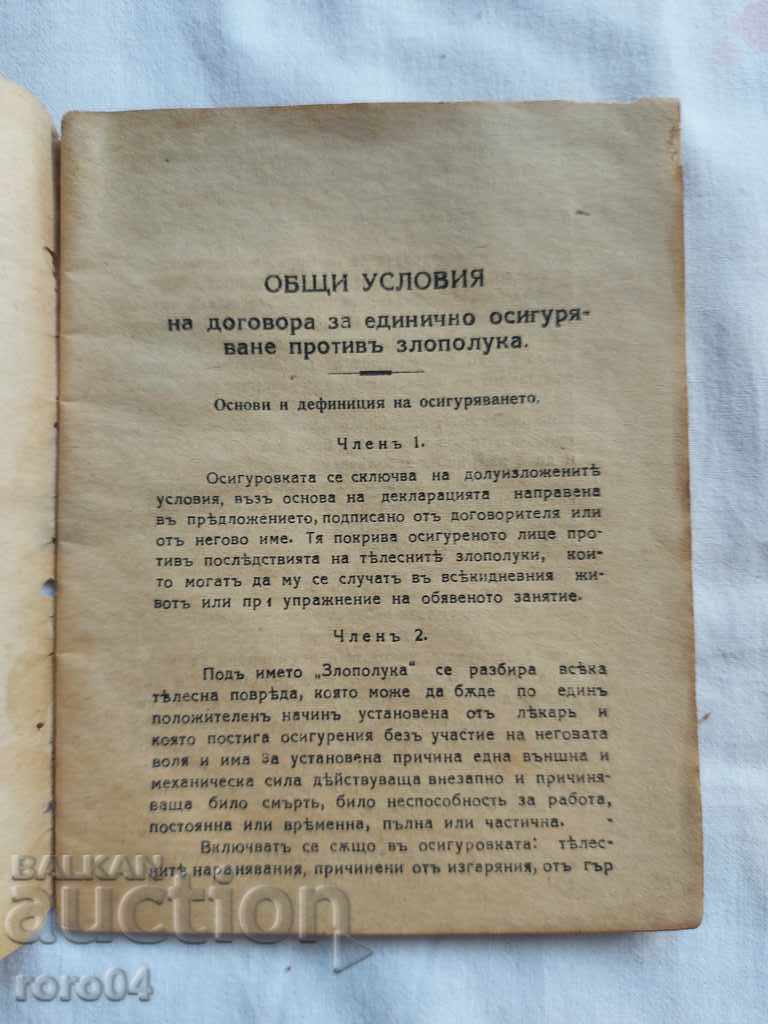 ОБЩИ УСЛОВИЯ
на договора за единично осигуря-
ване противъ злополука.
Основи и дефиниция на осигуряването.
Членъ 1.
Осигуровката се сключва на долуизложенитѣ
условия, възъ основа на декларацията направена
въ прѣдложението, подписано отъ договорителя или
отъ негово име. Тя покрива осигуреното лице про-
тивъ послѣдствията на тѣлеснитѣ злополуки, кои-
то могатъ да му се случатъ въ всѣкидневния жи-
вотъ или при упражнение на обявеното занятие.
Членъ 2.
Подъ името „Злополука“ се разбира всѣка
тѣлесна поврѣда, която може да бѫде по единъ
положителенъ начинъ установена отъ лѣкарь и
която постига осигурения безъ участие на неговата
воля и има за установена причина една външна и
механическа сила дѣйствуваща внезапно и причиня-
ваща било смърть, било неспособность за работа,
постоянна или врѣменна, пълна или частична.
Включватъ се сѫщо въ осигуровката: тѣлес-
нитѣ наранявания, причинени отъ изгаряния, отъ гър
BALKAN
auction
roro04